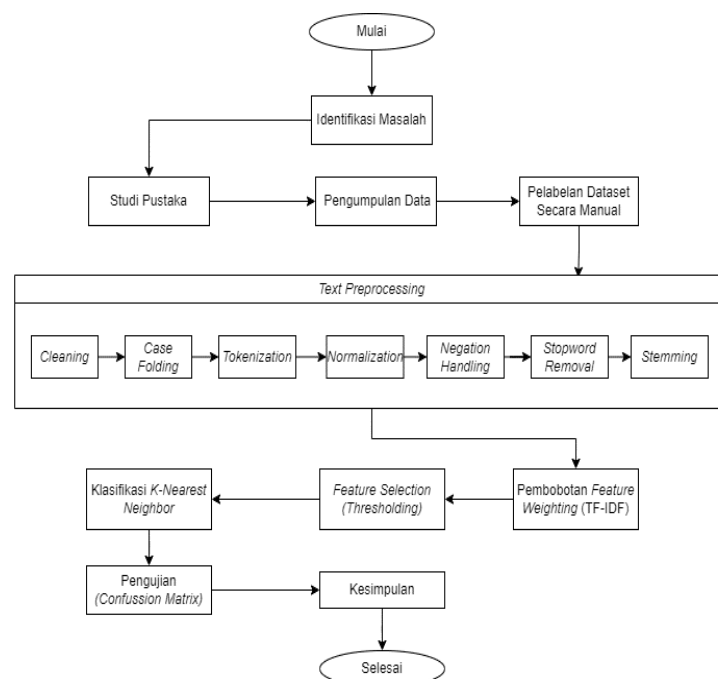 Mulai
Identifikasi Masalah
Studi Pustaka
Pengumpulan Data
Pelabelan Dataset
Secara Manual
Text Preprocessing
Cleaning
Case
Folding
Tokenization
Normalization
Negation
Handling
Stopword
Removal
Stemming
Pembobotan Feature
Weighting (TF-IDF)
Feature Selection
(Thresholding)
Klasifikasi K-Nearest
Neighbor
Pengujian
(Confussion Matrix)
Kesimpulan
Selesai